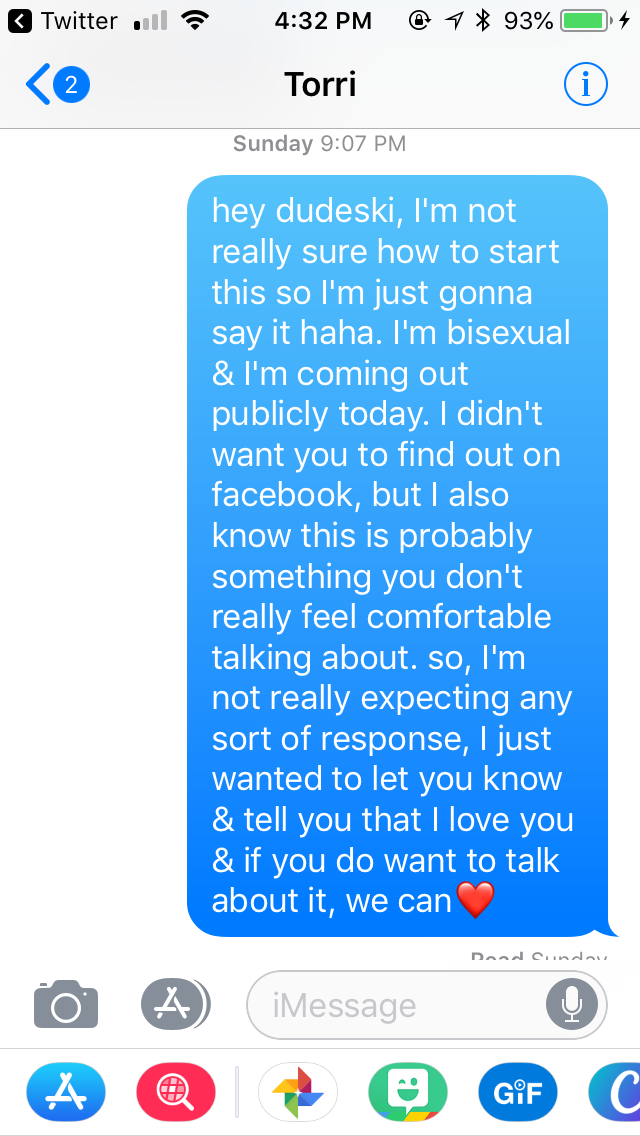 Twitter 4:32 PM 93%
2 Torri
Sunday 9:07 PM
hey dudeski, I'm not
really sure how to start
this so I'm just gonna
say it haha. I'm bisexual
& I'm coming out
publicly today. I didn't
want you to find out on
facebook, but I also
know this is probably
something you don't
really feel comfortable
talking about. so, I'm
not really expecting any
sort of response, I just
wanted to let you know
& tell you that I love you
& if you do want to talk
about it, we can❤️
Read Sunday
iMessage
GIF